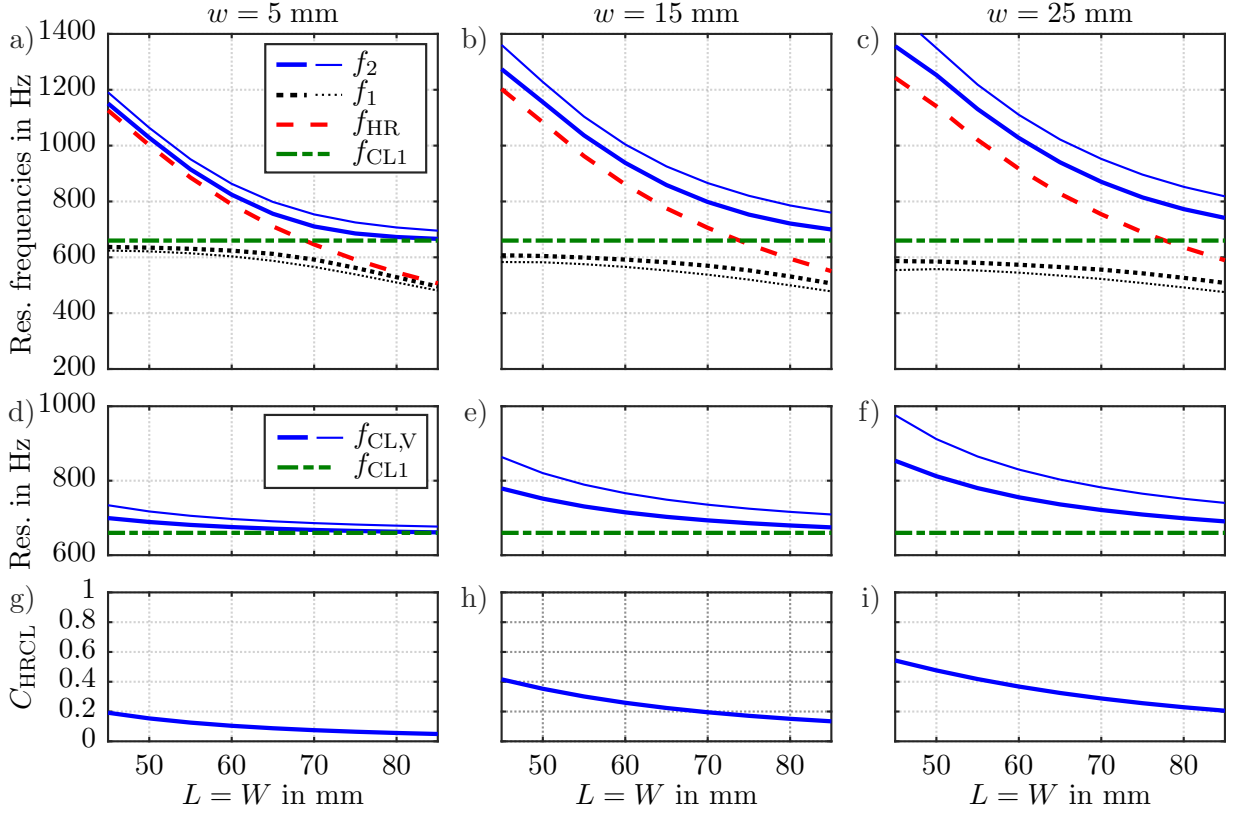 w = 5 mm
w = 15 mm
w = 25 mm
a)
b)
c)
Res. frequencies in Hz
1400
1200
1000
800
600
400
200
f2
f1
fHR
fCL1
d)
e)
f)
Res. in Hz
1000
800
600
fCL,V
fCL1
g)
h)
i)
CHRCL
1
0.8
0.6
0.4
0.2
0
50 60 70 80
50 60 70 80
50 60 70 80
L = W in mm
L = W in mm
L = W in mm